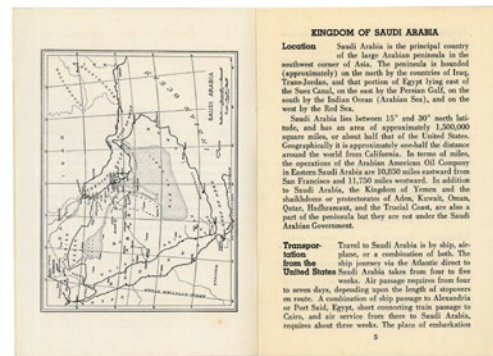 SAUDI ARABIA
KINGDOM OF SAUDI ARABIA
Location Saudi Arabia is the principal country
of the large Arabian peninsula in the
southwest corner of Asia. The peninsula is bounded
(approximately) on the north by the countries of Iraq,
Trans-Jordan, and that portion of Egypt lying east of
the Suez Canal, on the east by the Persian Gulf, on the
south by the Indian Ocean (Arabian Sea), and on the
west by the Red Sea.
Saudi Arabia lies between 15° and 30° north lati-
tude, and has an area of approximately 1,500,000
square miles, or about half that of the United States.
Geographically it is approximately one-half the distance
around the world from California. In terms of miles,
the operations of the Arabian American Oil Company
in Eastern Saudi Arabia are 10,850 miles eastward from
San Francisco and 11,750 miles westward. In addition
to Saudi Arabia, the Kingdom of Yemen and the
shaikhdoms or protectorates of Aden, Kuwait, Oman,
Qatar, Hadhramaut, and the Trucial Coast, are also a
part of the peninsula but they are not under the Saudi
Arabian Government.
Transpor- Travel to Saudi Arabia is by ship, air-
tation plane, or a combination of both. The
from the ship journey via the Atlantic direct to
United States Saudi Arabia takes from four to five
weeks. Air passage requires from four
to seven days, depending upon the length of stopovers
en route. A combination of ship passage to Alexandria
or Port Said, Egypt, short connecting train passage to
Cairo, and air service from there to Saudi Arabia,
requires about three weeks. The place of embarkation
5